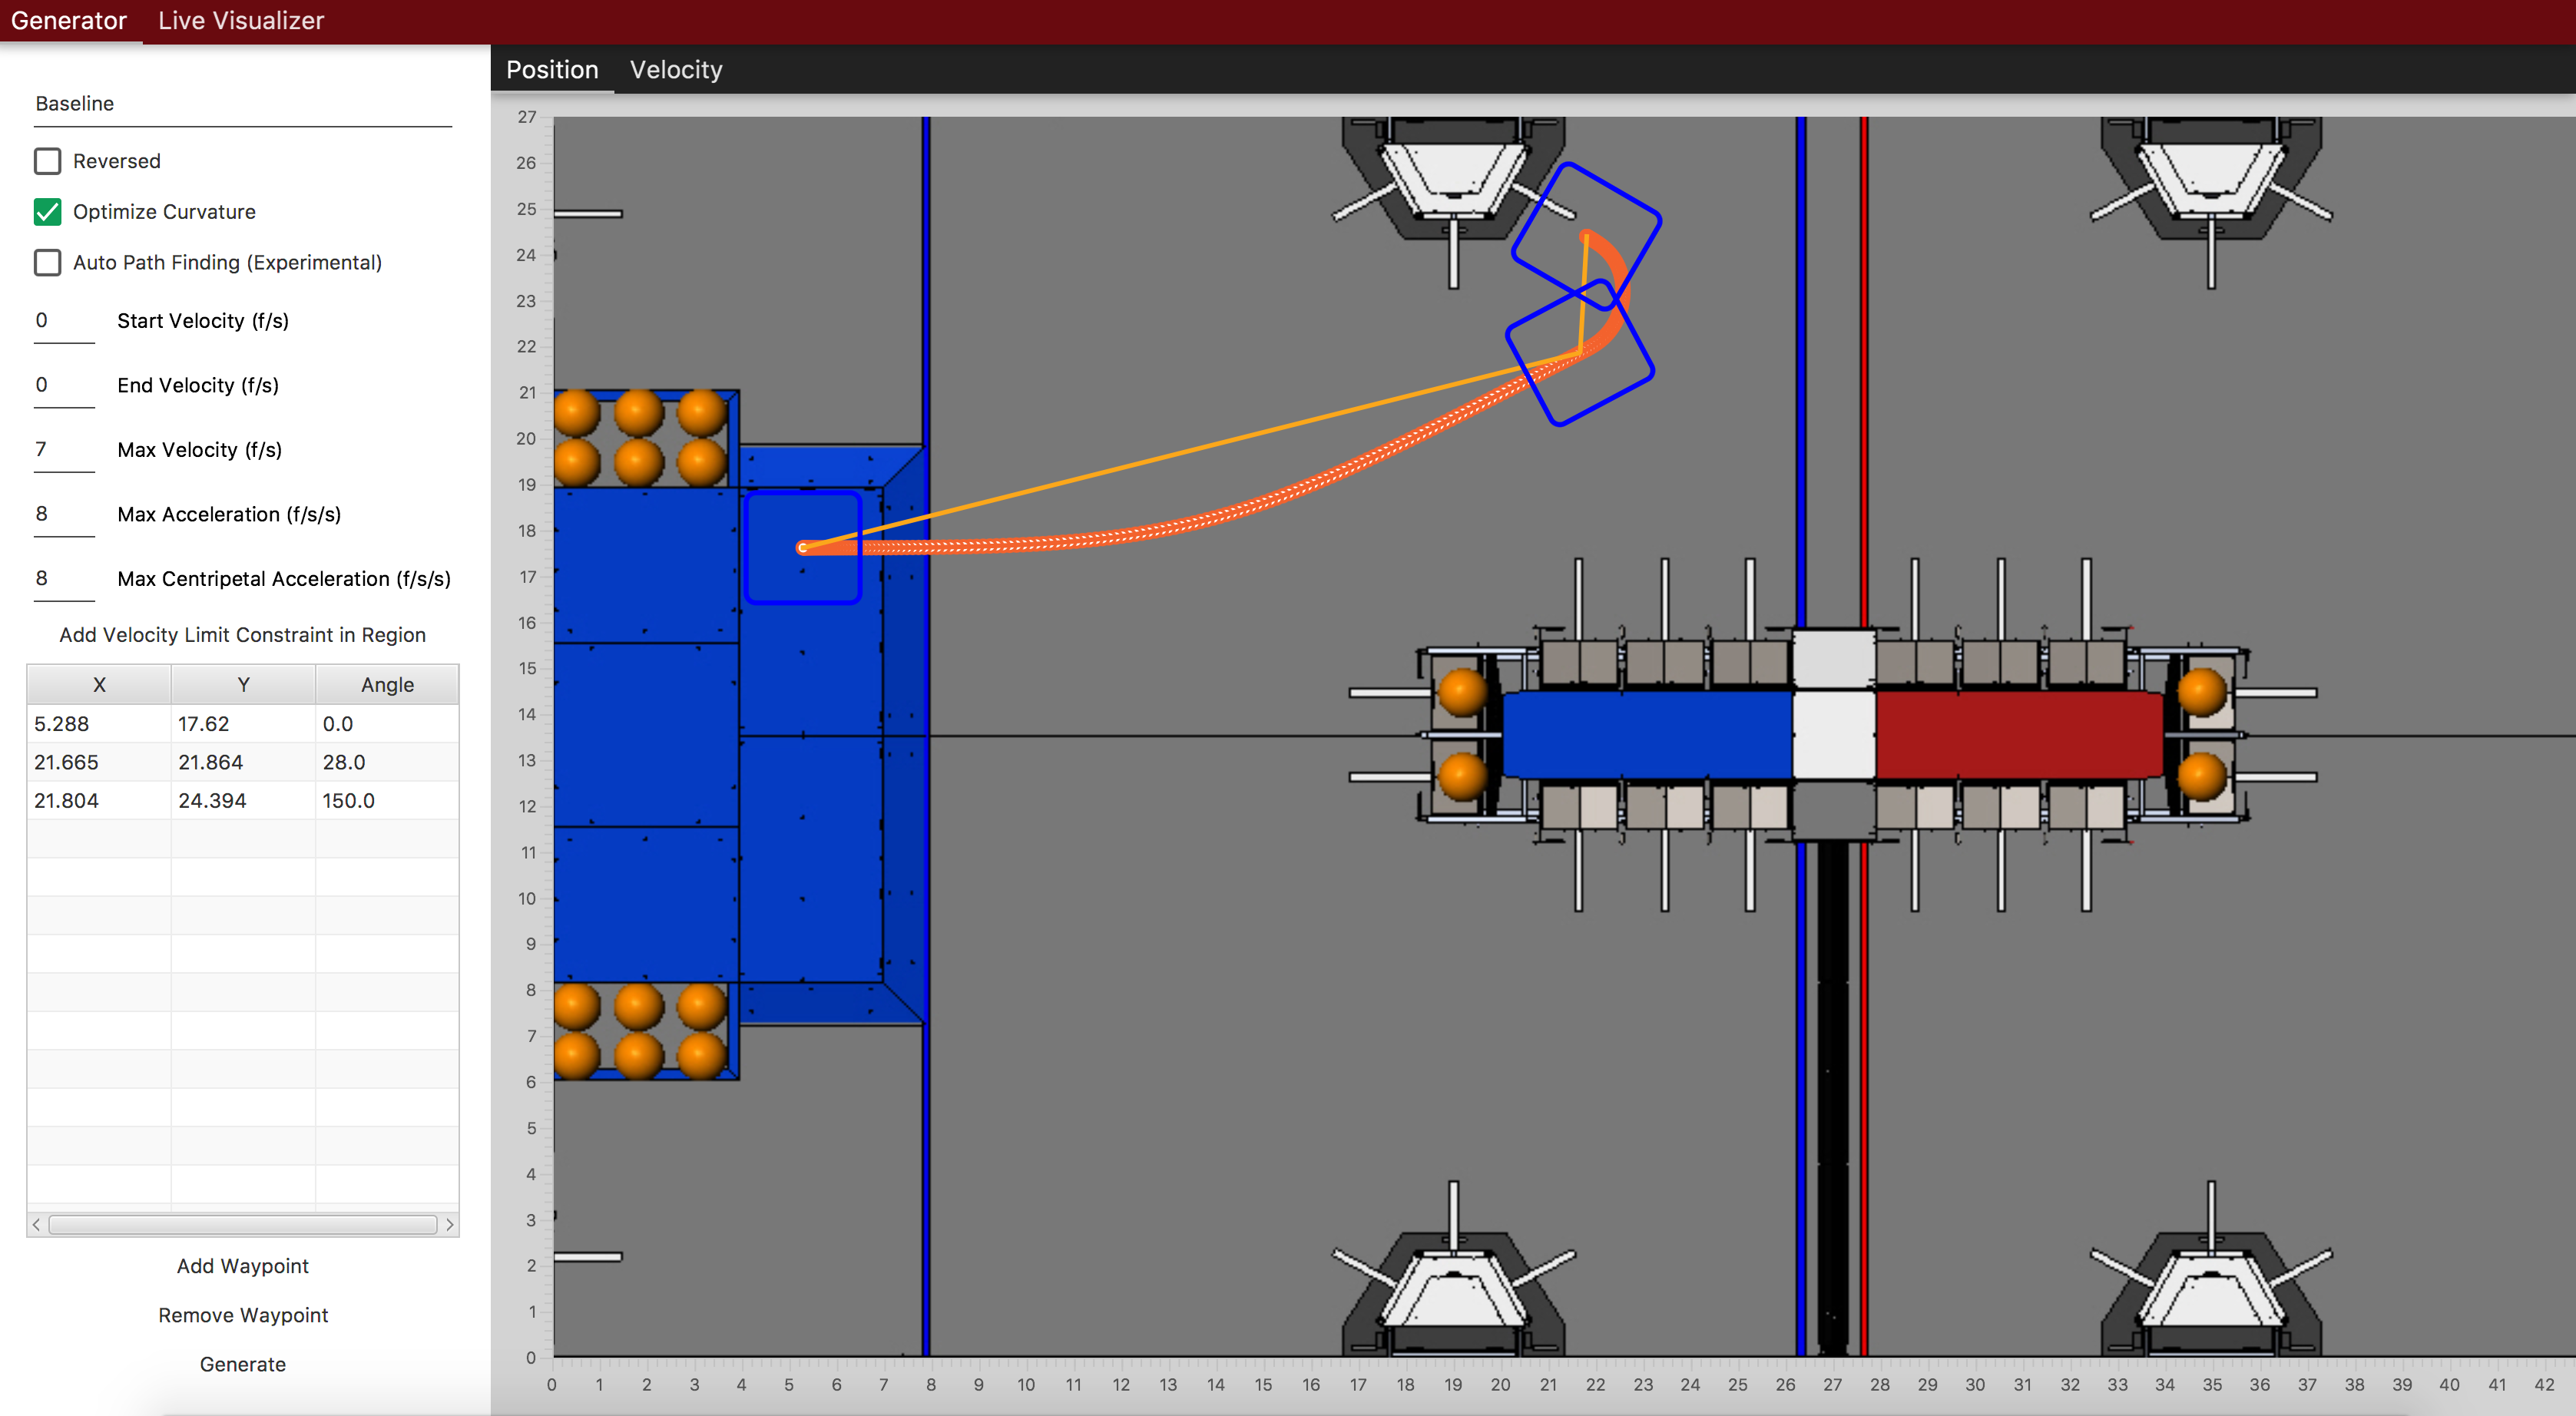 Generator Live Visualizer
Baseline
Reversed
Optimize Curvature
Auto Path Finding (Experimental)
0 Start Velocity (f/s)
0 End Velocity (f/s)
7 Max Velocity (f/s)
8 Max Acceleration (f/s/s)
8 Max Centripetal Acceleration (f/s/s)
Add Velocity Limit Constraint in Region
X Y Angle
5.288 17.62 0.0
21.665 21.864 28.0
21.804 24.394 150.0
Add Waypoint
Remove Waypoint
Generate
Position Velocity
27
26
25
24
23
22
21
20
19
18
17
16
15
14
13
12
11
10
9
8
7
6
5
4
3
2
1
0
0 1 2 3 4 5 6 7 8 9 10 11 12 13 14 15 16 17 18 19 20 21 22 23 24 25 26 27 28 29 30 31 32 33 34 35 36 37 38 39 40 41 42